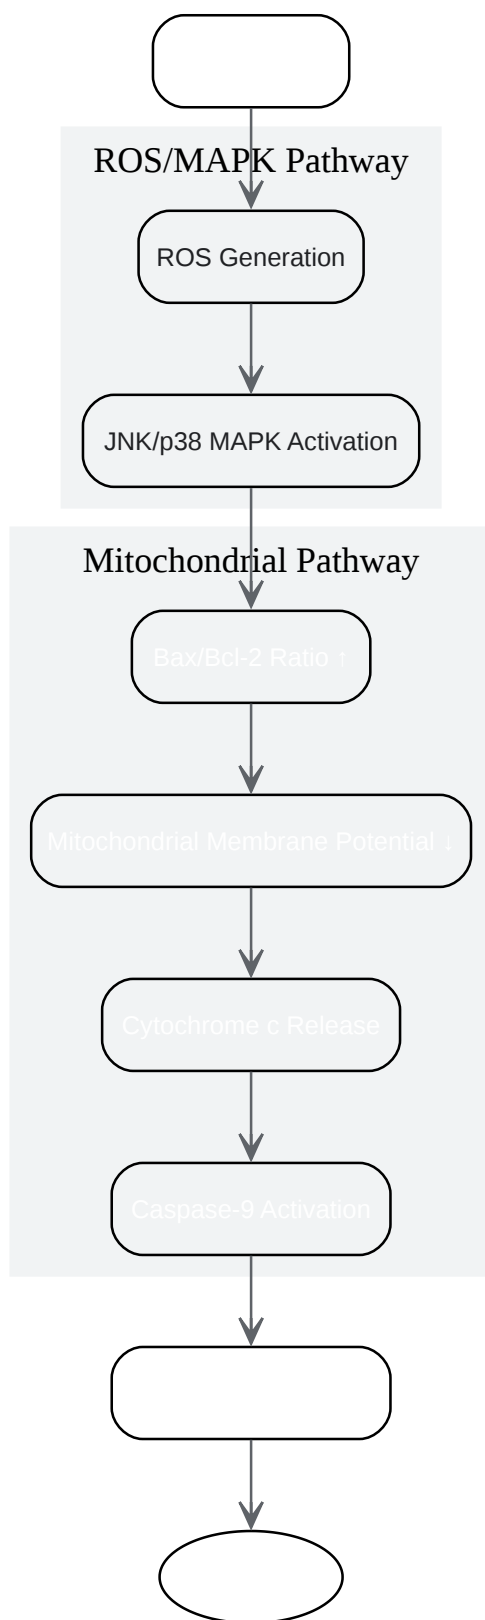 ROS/MAPK Pathway
ROS Generation
JNK/p38 MAPK Activation
Mitochondrial Pathway
Bax/Bcl-2 Ratio ↑
Mitochondrial Membrane Potential ↓
Cytochrome c Release
Caspase-9 Activation